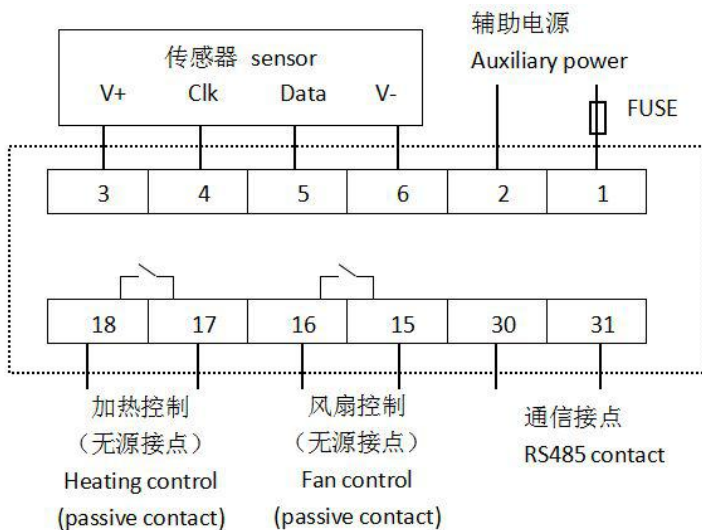 传感器 sensor
V+ Clk Data V-
辅助电源
Auxiliary power
FUSE
3 4 5 6 2 1
18 17 16 15 30 31
加热控制
（无源接点）
Heating control
(passive contact)
风扇控制
（无源接点）
Fan control
(passive contact)
通信接点
RS485 contact